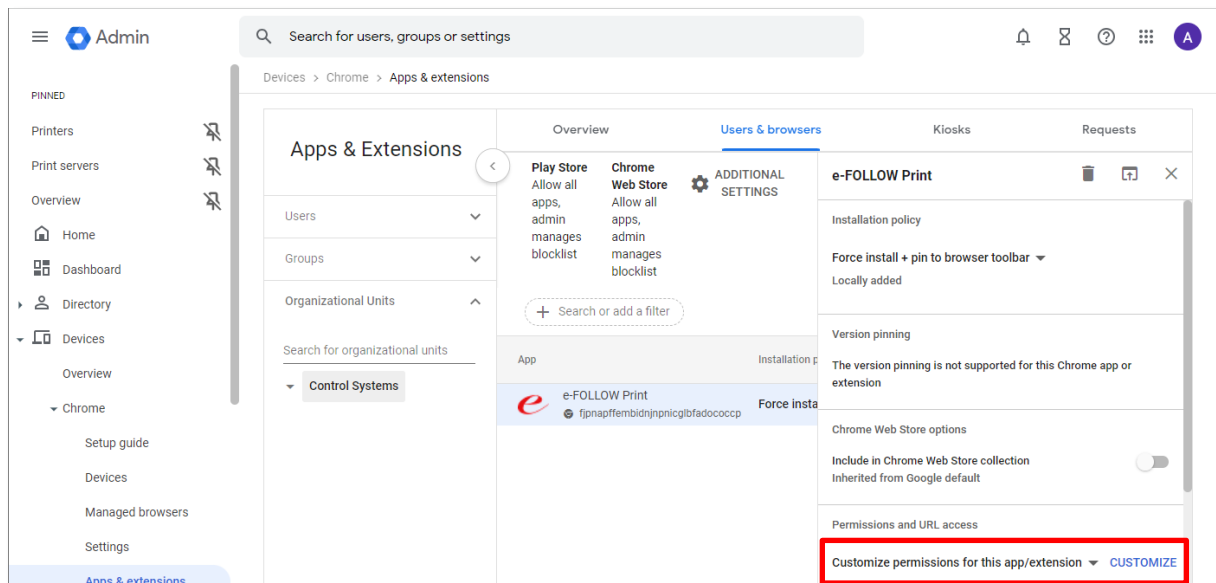 Admin
Search for users, groups or settings
A
Devices > Chrome > Apps & extensions
PINNED
Printers
Print servers
Overview
Home
Dashboard
Directory
Devices
Overview
Chrome
Setup guide
Devices
Managed browsers
Settings
Apps & extensions
Apps & Extensions
Users
Groups
Organizational Units
Search for organizational units
Control Systems
Overview
Users & browsers
Kiosks
Requests
Play Store
Allow all
apps,
admin
manages
blocklist
Chrome
Web Store
Allow all
apps,
admin
manages
blocklist
ADDITIONAL
SETTINGS
Search or add a filter
App
Installation p
e-FOLLOW Print
fjpnapffembidnjnpnicglbfadococcp
Force insta
e-FOLLOW Print
Installation policy
Force install + pin to browser toolbar
Locally added
Version pinning
The version pinning is not supported for this Chrome app or
extension
Chrome Web Store options
Include in Chrome Web Store collection
Inherited from Google default
Permissions and URL access
Customize permissions for this app/extension
CUSTOMIZE